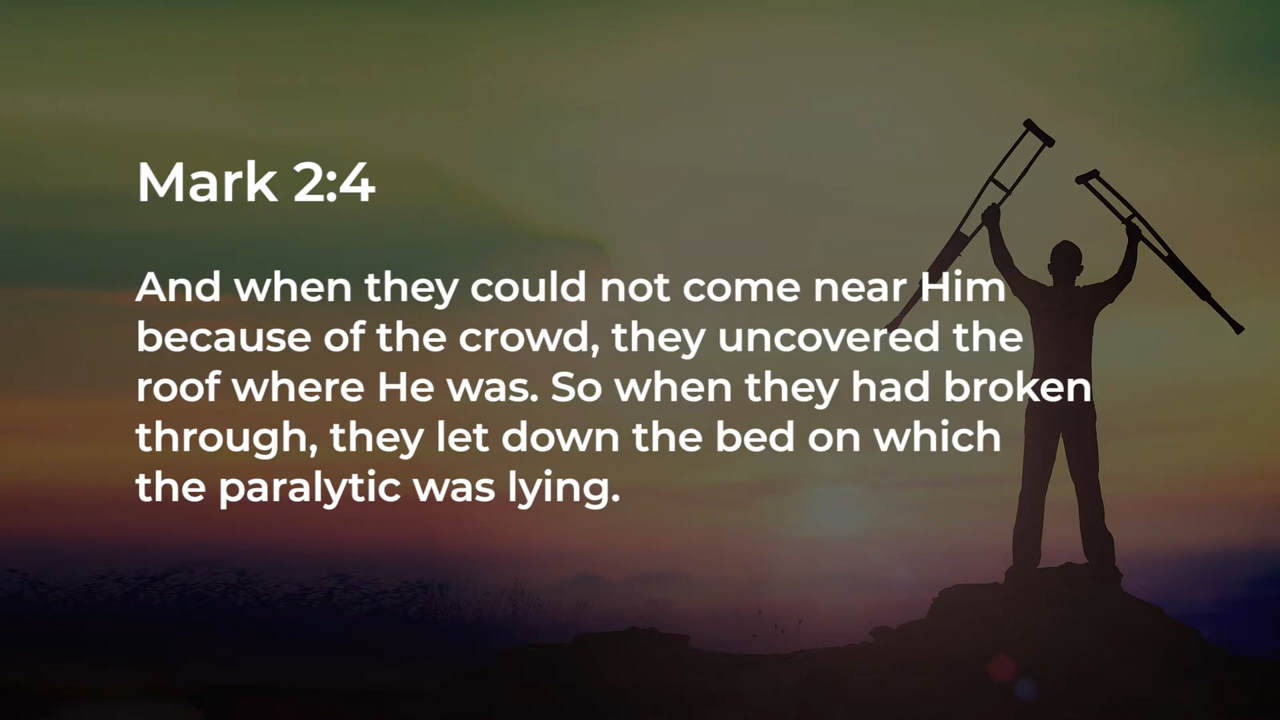 Mark 2:4
And when they could not come near Him
because of the crowd, they uncovered the
roof where He was. So when they had broken
through, they let down the bed on which
the paralytic was lying.